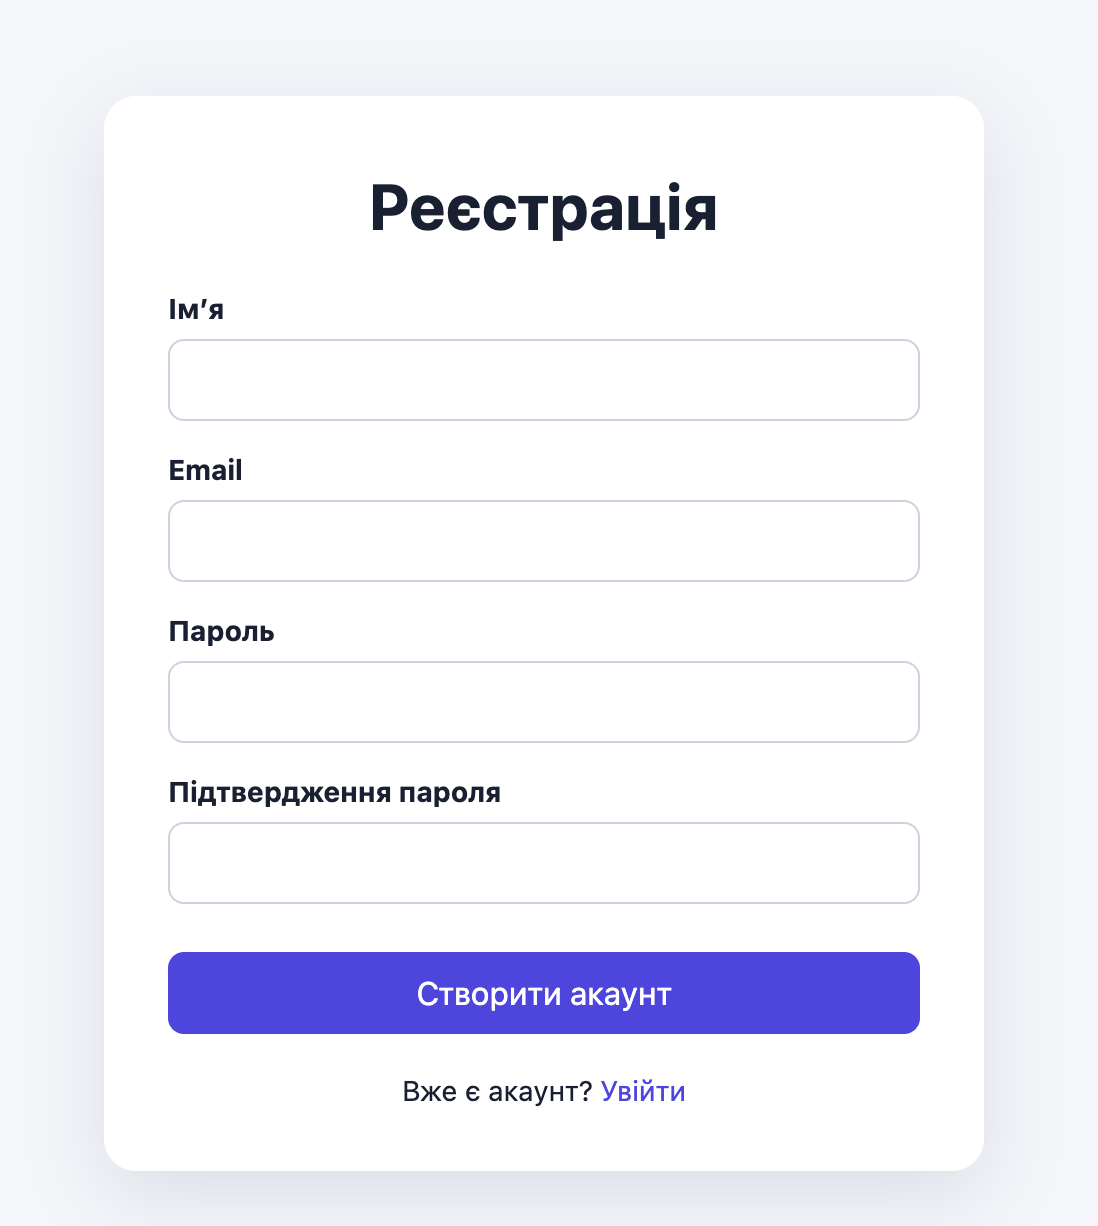 Реєстрація
Ім’я
Email
Пароль
Підтвердження пароля
Створити акаунт
Вже є акаунт? Увійти